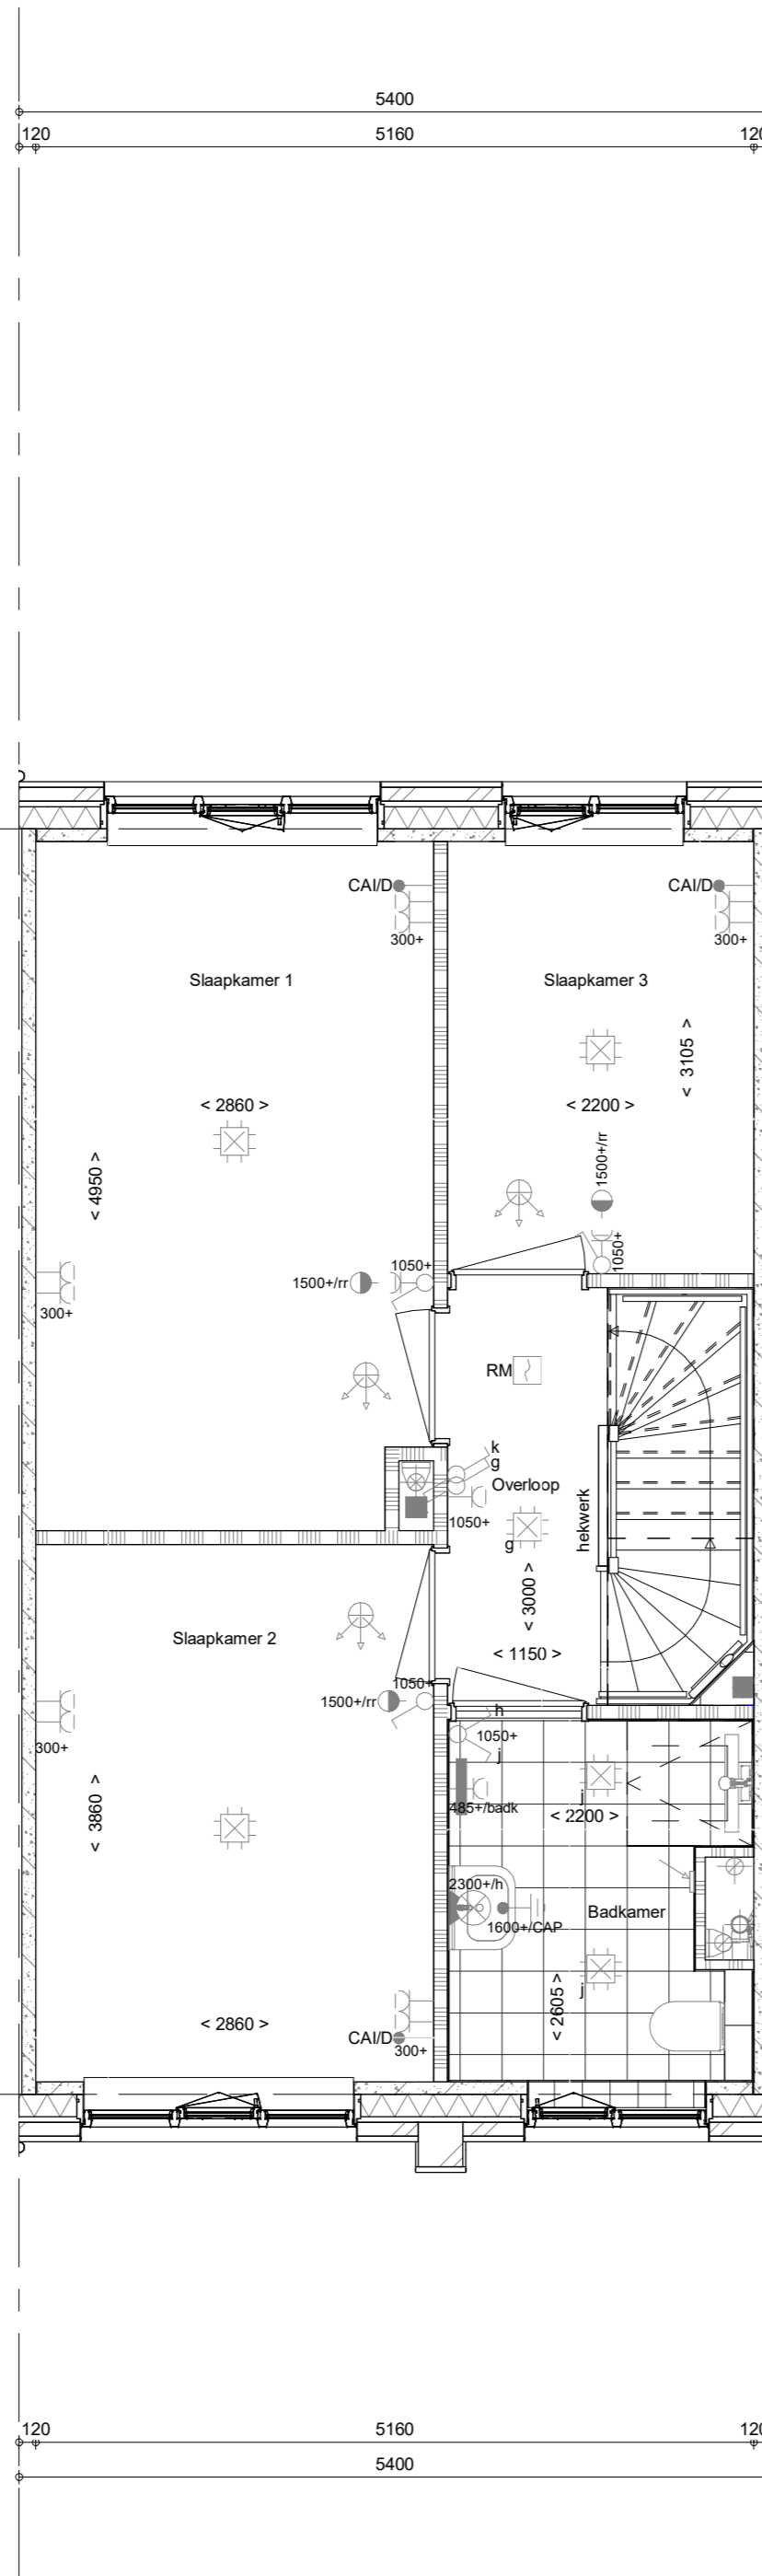 5400
120 5160 120
CAI/D CAI/D
300+ 300+
Slaapkamer 1 Slaapkamer 3
< 3105 >
< 2860 > < 2200 >
1500+/rr
< 4950 >
1050+
1050+
1500+/rr
300+
RM
k
g
Overloop
1050+
hekwerk
g
< 3000 >
Slaapkamer 2
< 1150 >
1050+
1500+/rr
h
1050+
300+
j
j
485+/badk
< 2200 >
< 3860 >
2300+/h
Badkamer
1600+/CAP
j
< 2605 >
< 2860 >
CAI/D
300+
120 5160 120
5400